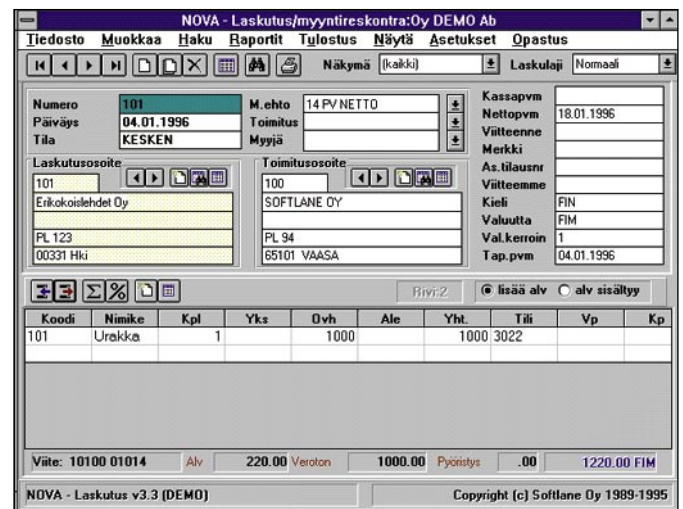 NOVA - Laskutus/myyntireskontra:Oy DEMO Ab
Tiedosto Muokkaa Haku Raportit Tulostus Näytä Asetukset Opastus
Näkymä (kaikki) Laskulaji Normaali
Numero 101 M.ehto 14 PV NETTO Kassapvm
Päiväys 04.01.1996 Toimitus Nettopvm 18.01.1996
Tila KESKEN Myyjä Viitteenne
Merkki
Laskutusosoite Toimitusosoite As.tilausnr
101 100 Viitteemme
Erikokoislehdet Oy SOFTLANE OY Kieli FIN
Valuutta FIM
PL 123 PL 94 Val.kerroin 1
00331 Hki 65101 VAASA Tap.pvm 04.01.1996
Σ % Rivi:2 lisää alv alv sisältyy
Koodi Nimike Kpl Yks Ovh Ale Yht. Tili Vp Kp
101 Urakka 1 1000 1000 3022
Viite: 10100 01014 Alv 220.00 Veroton 1000.00 Pyöristys .00 1220.00 FIM
NOVA - Laskutus v3.3 (DEMO) Copyright (c) Softlane Oy 1989-1995